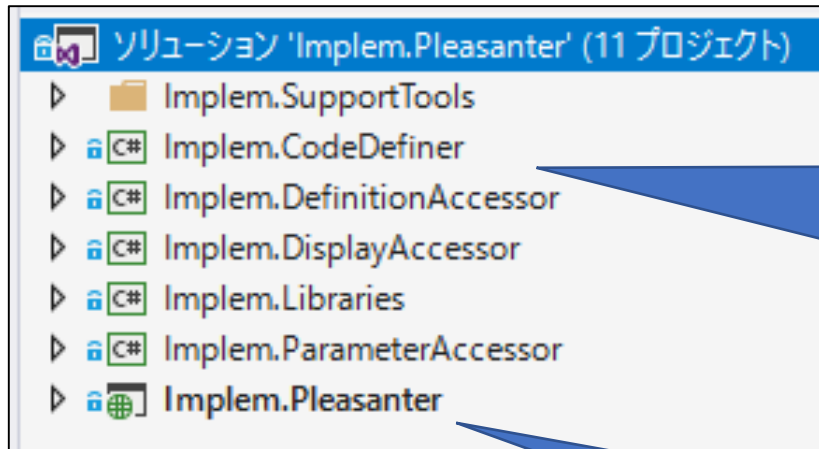 ソリューション 'Implem.Pleasanter' (11 プロジェクト)
Implem.SupportTools
C# Implem.CodeDefiner
C# Implem.DefinitionAccessor
C# Implem.DisplayAccessor
C# Implem.Libraries
C# Implem.ParameterAccessor
Implem.Pleasanter